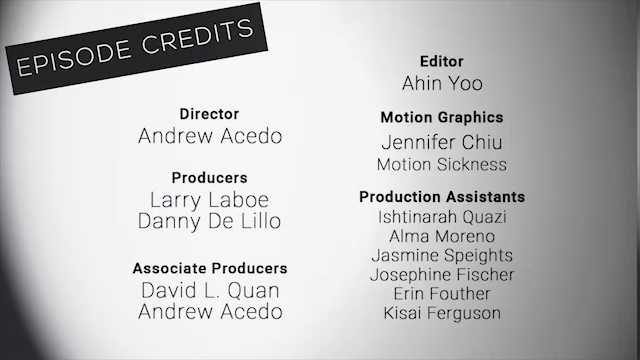 EPISODE CREDITS
Director
Andrew Acedo
Producers
Larry Laboe
Danny De Lillo
Associate Producers
David L. Quan
Andrew Acedo
Editor
Ahin Yoo
Motion Graphics
Jennifer Chiu
Motion Sickness
Production Assistants
Ishtinarah Quazi
Alma Moreno
Jasmine Speights
Josephine Fischer
Erin Fouther
Kisai Ferguson